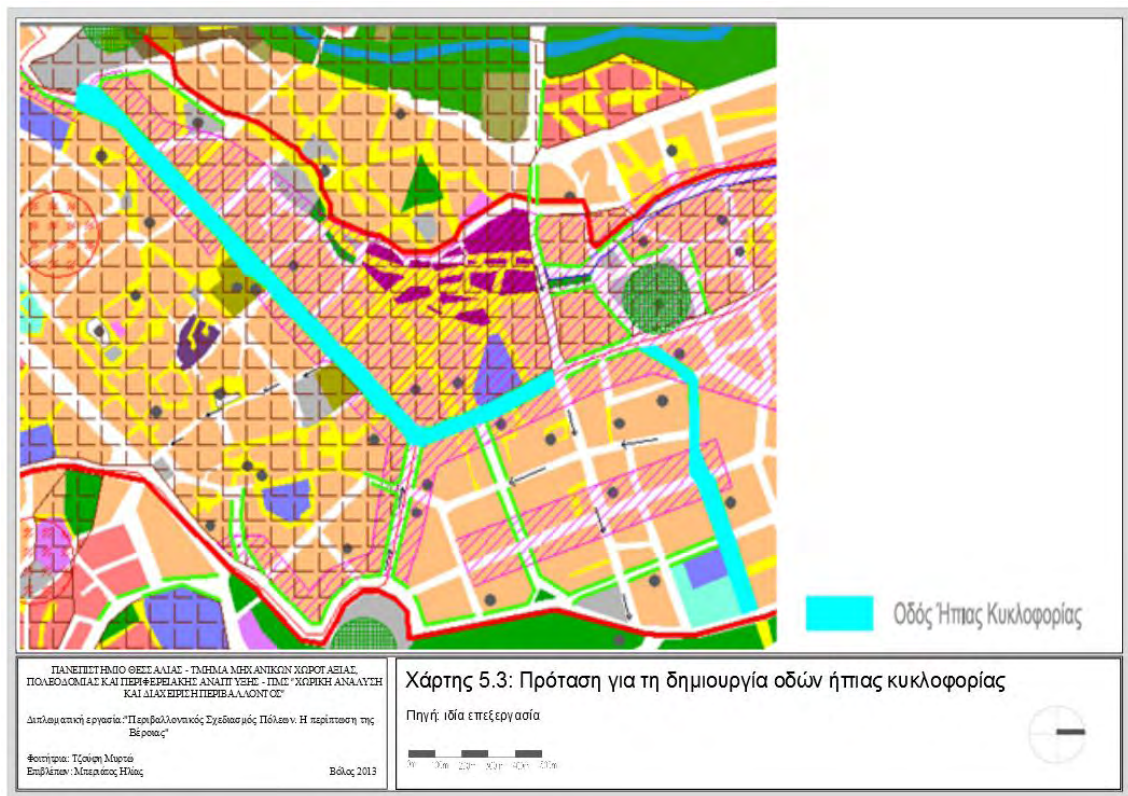 Οδός Ήπιας Κυκλοφορίας
ΠΑΝΕΠΙΣΤΗΜΙΟ ΘΕΣΣΑΛΙΑΣ - ΤΜΗΜΑ ΜΗΧΑΝΙΚΩΝ ΧΩΡΟΤΑΞΙΑΣ,
ΠΟΛΕΟΔΟΜΙΑΣ ΚΑΙ ΠΕΡΙΦΕΡΕΙΑΚΗΣ ΑΝΑΠΤΥΞΗΣ - ΠΜΣ "ΧΩΡΙΚΗ ΑΝΑΛΥΣΗ
ΚΑΙ ΔΙΑΧΕΙΡΙΣΗ ΠΕΡΙΒΑΛΛΟΝΤΟΣ"
Διπλωματική εργασία:"Περιβαλλοντικός Σχεδιασμός Πόλεων. Η περίπτωση της
Βέροιας"
Φοιτήτρια: Τζούφη Μυρτώ
Επιβλέπων: Μπεριάτος Ηλίας
Βόλος 2013
Χάρτης 5.3: Πρόταση για τη δημιουργία οδών ήπιας κυκλοφορίας
Πηγή: ιδία επεξεργασία